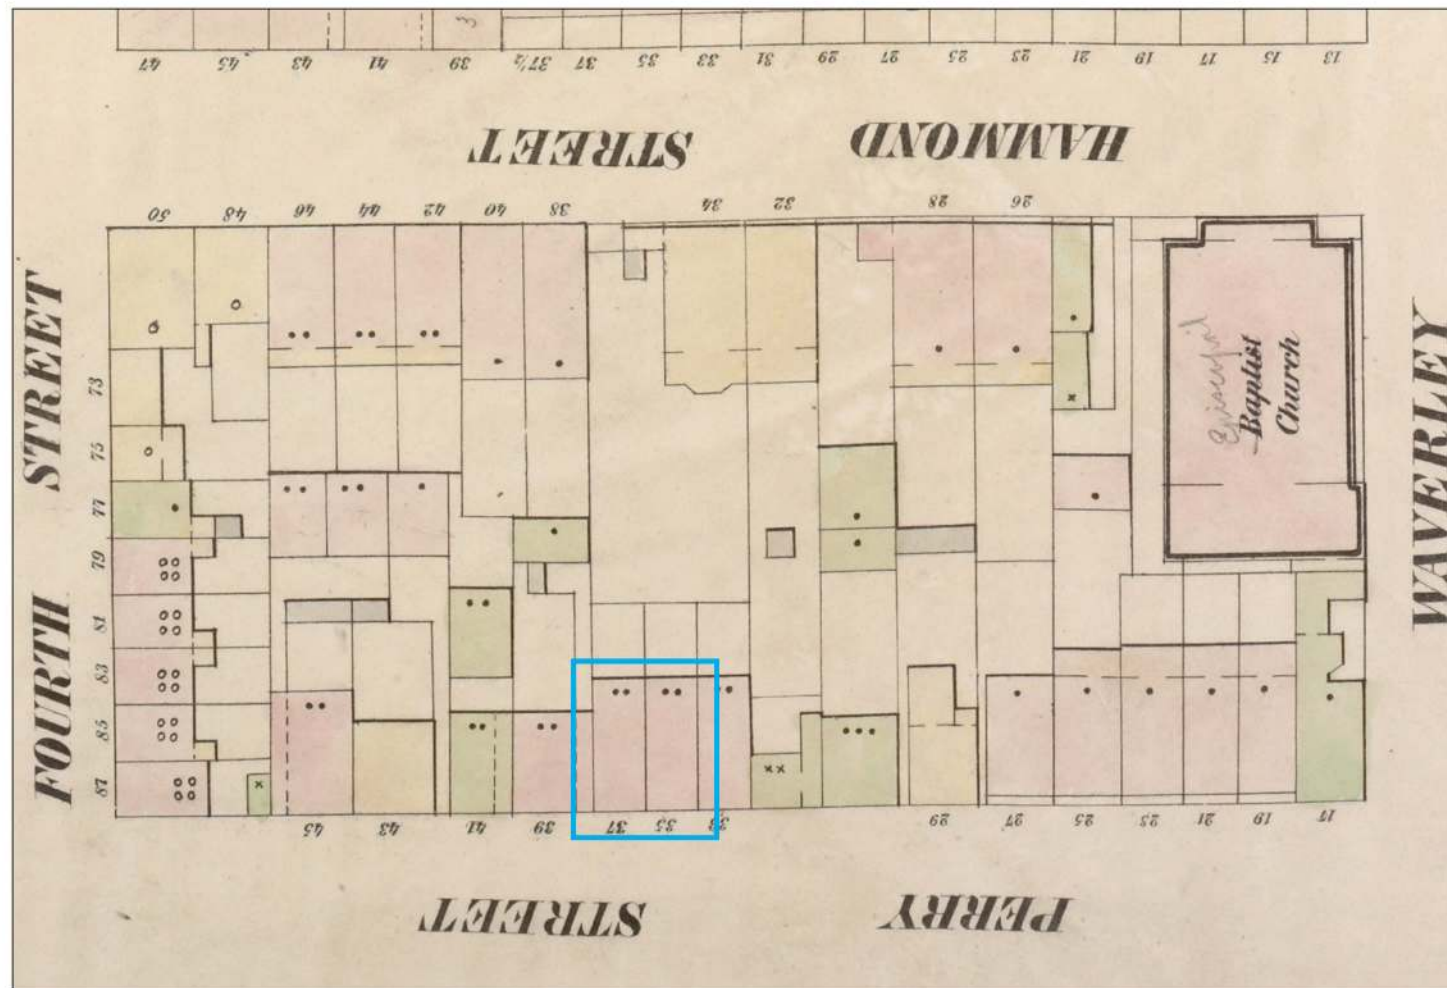 3
47 45 43 41 39 37½ 37 35 33 31 29 27 25 23 21 19 17 15 13
HAMMOND STREET
50 48 46 44 42 40 38 34 32 28 26
FOURTH STREET
73
75
77
79
81
83
85
87
Episcopal
Baptist
Church
WAVERLEY
45 43 41 39 37 35 33 29 27 25 23 21 19 17
PERRY STREET